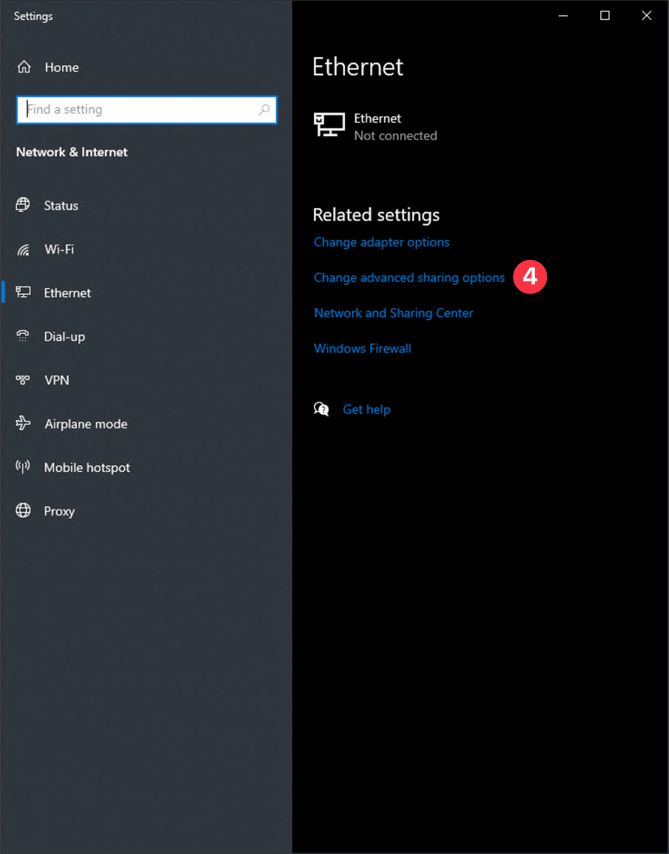 Settings
Home
Find a setting
Network & Internet
Status
Wi-Fi
Ethernet
Dial-up
VPN
Airplane mode
Mobile hotspot
Proxy
Ethernet
Ethernet
Not connected
Related settings
Change adapter options
Change advanced sharing options 4
Network and Sharing Center
Windows Firewall
Get help